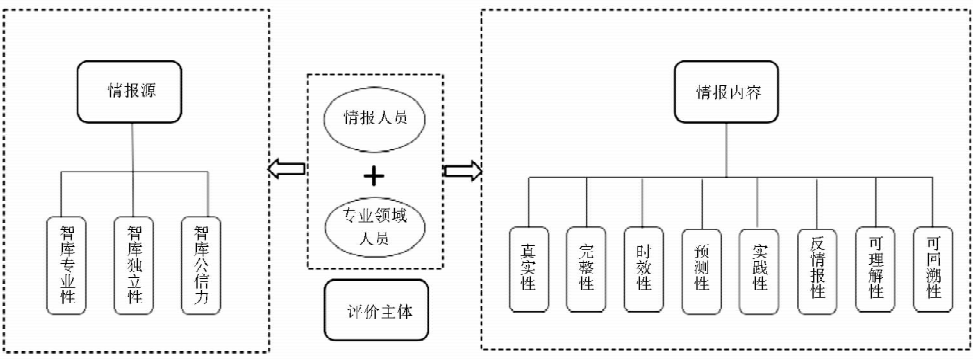 情报源
智库专业性
智库独立性
智库公信力
情报人员
+
专业领域
人员
评价主体
情报内容
真实性
完整性
时效性
预测性
实践性
反情报性
可理解性
可回溯性